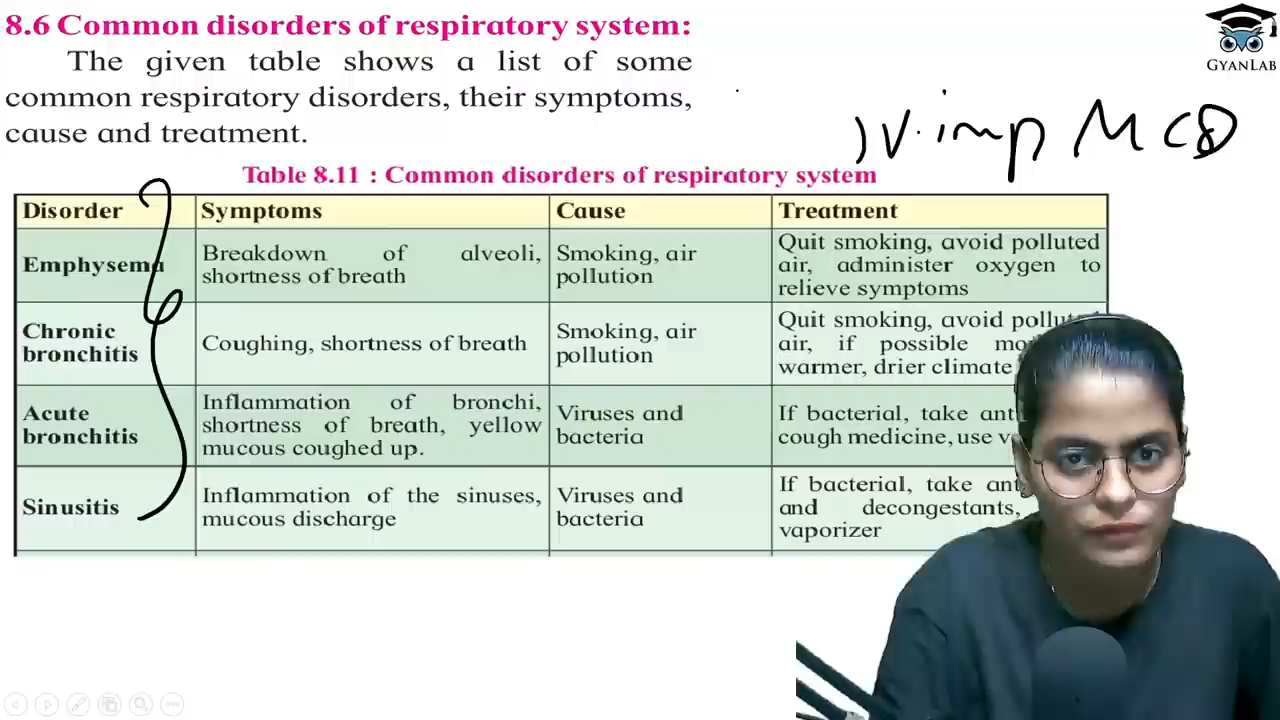 8.6 Common disorders of respiratory system:
The given table shows a list of some
common respiratory disorders, their symptoms,
cause and treatment.
GYANLAB
) V.imp MCQ
Table 8.11 : Common disorders of respiratory system
Disorder Symptoms Cause Treatment
Emphysema Breakdown of alveoli, shortness of breath Smoking, air pollution Quit smoking, avoid polluted air, administer oxygen to relieve symptoms
Chronic bronchitis Coughing, shortness of breath Smoking, air pollution Quit smoking, avoid polluted air, if possible warmer, drier climate
Acute bronchitis Inflammation of bronchi, shortness of breath, yellow mucous coughed up. Viruses and bacteria If bacterial, take cough medicine, use
Sinusitis Inflammation of the sinuses, mucous discharge Viruses and bacteria If bacterial, take and decongestants, vaporizer